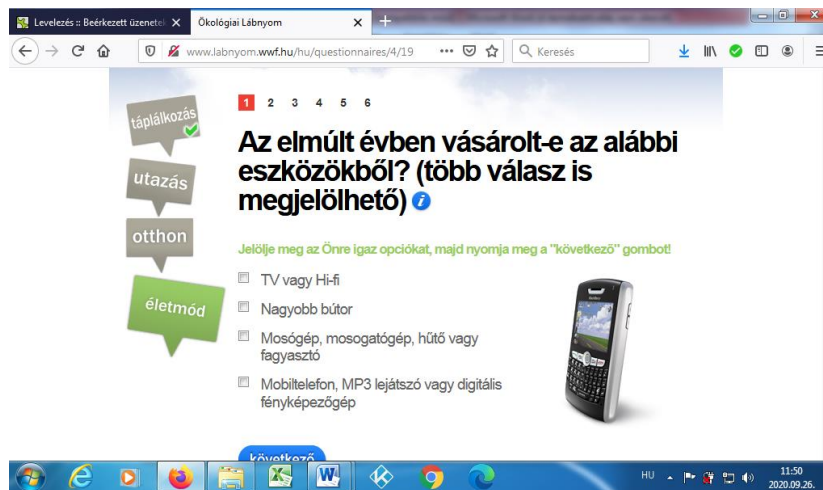 Levelezés :: Beérkezett üzenetek
Ökológiai Lábnyom
www.labnyom.wwf.hu/hu/questionnaires/4/19
Keresés
táplálkozás
utazás
otthon
életmód
1 2 3 4 5 6
Az elmúlt évben vásárolt-e az alábbi
eszközökből? (több válasz is
megjelölhető)
Jelölje meg az Önre igaz opciókat, majd nyomja meg a "következő" gombot!
TV vagy Hi-fi
Nagyobb bútor
Mosógép, mosogatógép, hűtő vagy
fagyasztó
Mobiltelefon, MP3 lejátszó vagy digitális
fényképezőgép
következő
HU
11:50
2020.09.26.